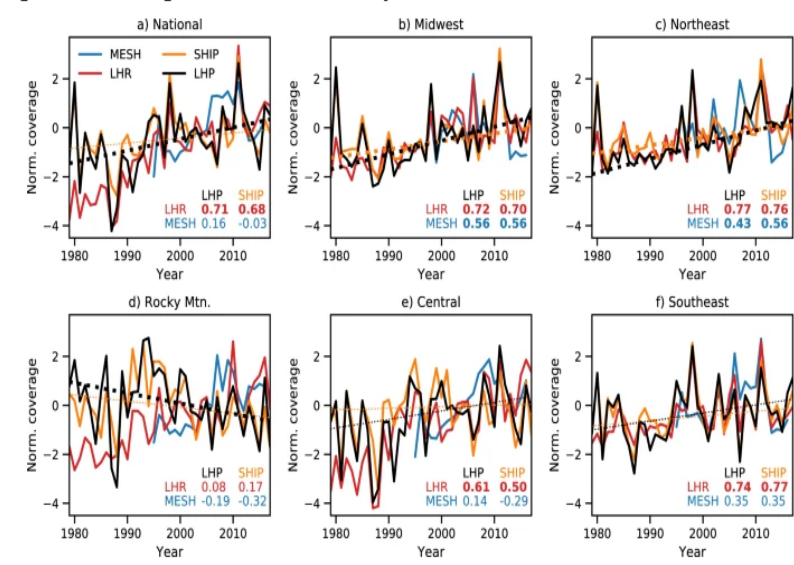 a) National
MESH SHIP
LHR LHP
Norm. coverage
2
0
−2
−4
LHP SHIP
LHR 0.71 0.68
MESH 0.16 -0.03
1980 1990 2000 2010
Year
b) Midwest
Norm. coverage
2
0
−2
−4
LHP SHIP
LHR 0.72 0.70
MESH 0.56 0.56
1980 1990 2000 2010
Year
c) Northeast
Norm. coverage
2
0
−2
−4
LHP SHIP
LHR 0.77 0.76
MESH 0.43 0.56
1980 1990 2000 2010
Year
d) Rocky Mtn.
Norm. coverage
2
0
−2
−4
LHP SHIP
LHR 0.08 0.17
MESH -0.19 -0.32
1980 1990 2000 2010
Year
e) Central
Norm. coverage
2
0
−2
−4
LHP SHIP
LHR 0.61 0.50
MESH 0.14 -0.29
1980 1990 2000 2010
Year
f) Southeast
Norm. coverage
2
0
−2
−4
LHP SHIP
LHR 0.74 0.77
MESH 0.35 0.35
1980 1990 2000 2010
Year